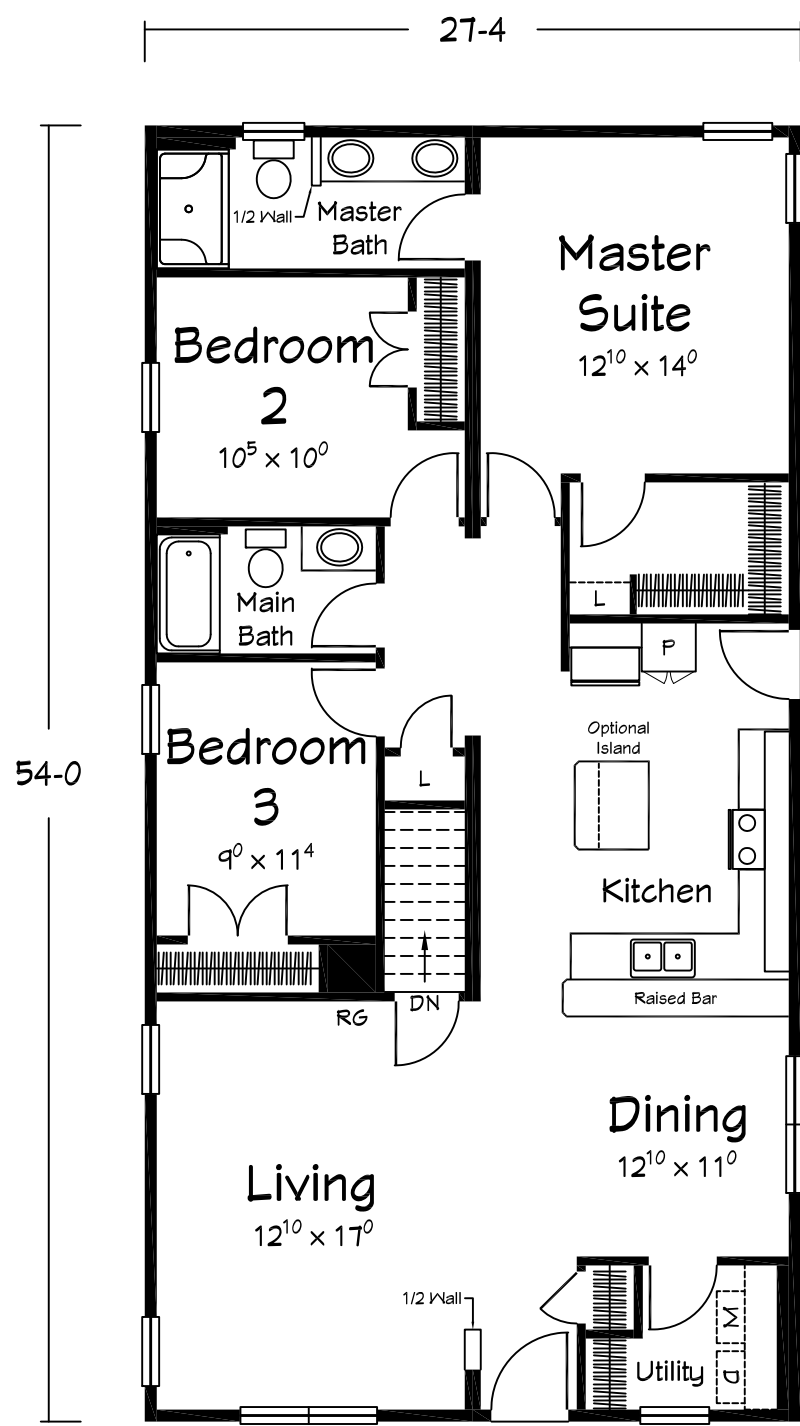 27-4
1/2 Wall
Master
Bath
Master
Suite
12¹⁰ x 14⁰
Bedroom
2
10⁵ x 10⁰
L
Main
Bath
P
Optional
Island
Bedroom
3
9⁰ x 11⁴
54-0
L
Kitchen
Raised Bar
DN
RG
Dining
12¹⁰ x 11⁰
Living
12¹⁰ x 17⁰
1/2 Wall
W
D
Utility